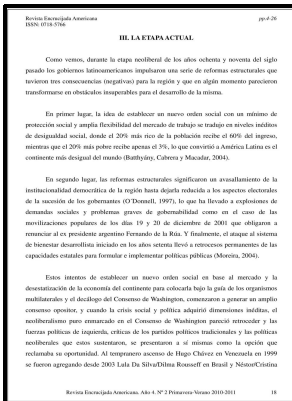 Revista Encrucijada Americana pp.4-26
ISSN: 0718-5766
III. LA ETAPA ACTUAL
Como vemos, durante la etapa neoliberal de los años ochenta y noventa del siglo
pasado los gobiernos latinoamericanos impulsaron una serie de reformas estructurales que
tuvieron tres consecuencias (negativas) para la región y que en algún momento parecieron
transformarse en obstáculos insuperables para el desarrollo de la misma.
En primer lugar, la idea de establecer un nuevo orden social con un mínimo de
protección social y amplia flexibilidad del mercado de trabajo se tradujo en niveles inéditos
de desigualdad social, donde el 20% más rico de la población recibe el 60% del ingreso,
mientras que el 20% más pobre recibe apenas el 3%, lo que convirtió a América Latina es el
continente más desigual del mundo (Batthyány, Cabrera y Macadar, 2004).
En segundo lugar, las reformas estructurales significaron un avasallamiento de la
institucionalidad democrática de la región hasta dejarla reducida a los aspectos electorales
de la sucesión de los gobernantes (O'Donnell, 1997), lo que ha llevado a explosiones de
demandas sociales y problemas graves de gobernabilidad como en el caso de las
movilizaciones populares de los días 19 y 20 de diciembre de 2001 que obligaron a
renunciar al ex presidente argentino Fernando de la Rúa. Y finalmente, el ataque al sistema
de bienestar desarrollista iniciado en los años setenta llevó a retrocesos permanentes de las
capacidades estatales para formular e implementar políticas públicas (Moreira, 2004).
Estos intentos de establecer un nuevo orden social en base al mercado y la
desestatización de la economía del continente para colocarla bajo la guía de los organismos
multilaterales y el decálogo del Consenso de Washington, comenzaron a generar un amplio
consenso opositor, y cuando la crisis social y política adquirió dimensiones inéditas, el
neoliberalismo puro enmarcado en el Consenso de Washington pareció retroceder y las
fuerzas políticas de izquierda, críticas de los partidos políticos tradicionales y las políticas
neoliberales que estos sustentaron, se presentaron a sí mismas como la opción que
reclamaba su oportunidad. Al tempranero ascenso de Hugo Chávez en Venezuela en 1999
se fueron agregando desde 2003 Lula Da Silva/Dilma Rousseff en Brasil y Néstor/Cristina
Revista Encrucijada Americana. Año 4. Nº 2 Primavera-Verano 2010-2011 18